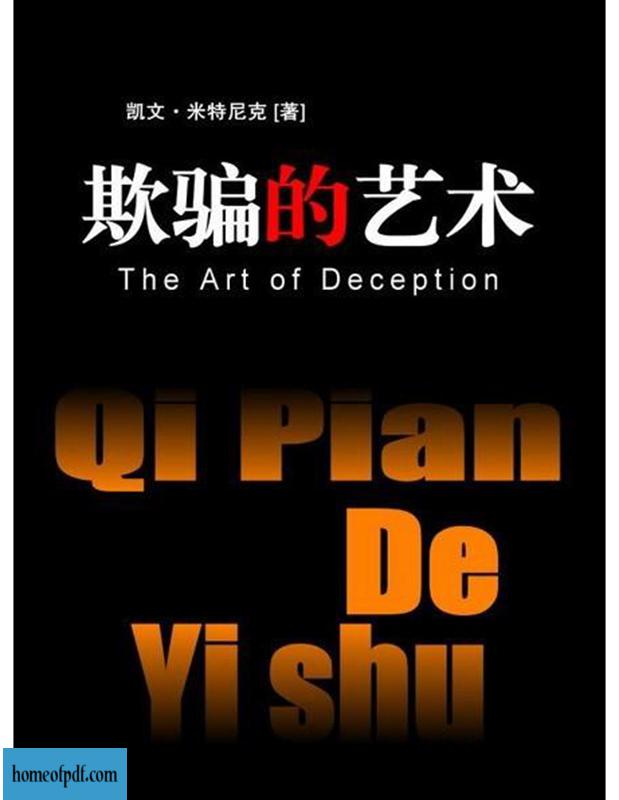 凯文·米特尼克 [著]
欺骗的艺术
The Art of Deception
Qi Pian
De
Yi shu
homeofpdf.com